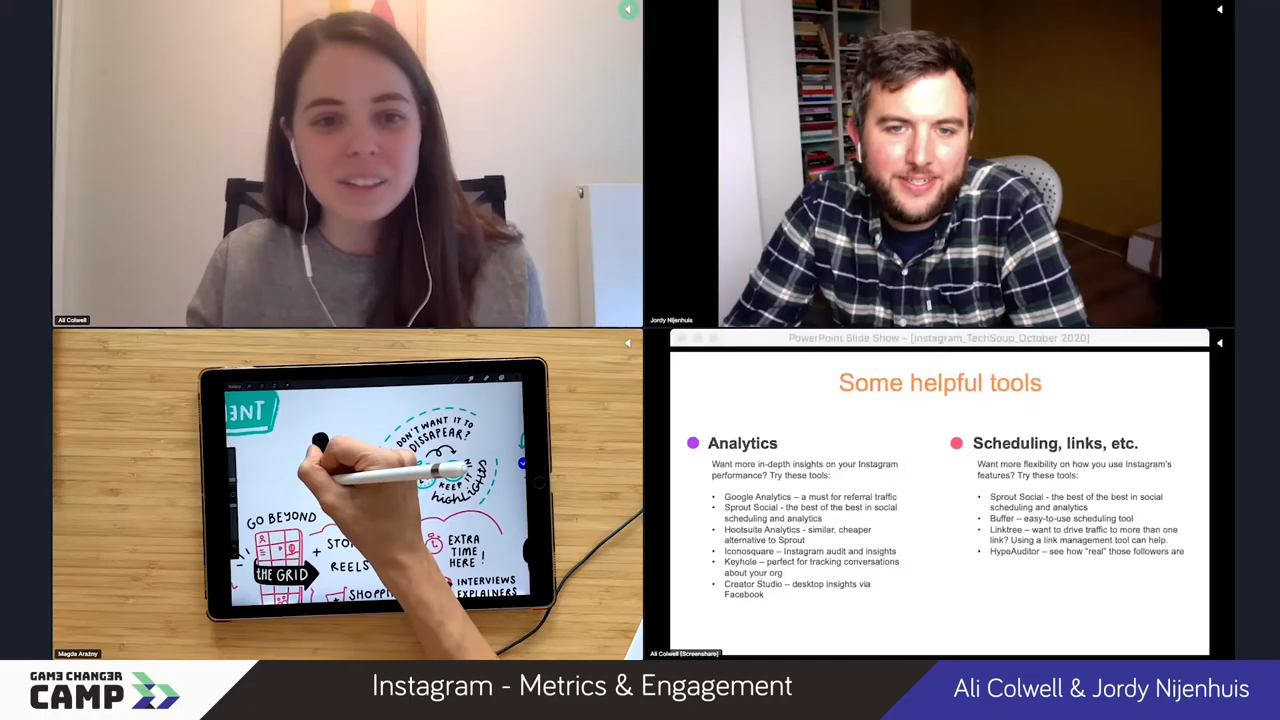 Ali Colwell
Jordy Nijenhuis
DON'T WANT IT TO
DISSAPEAR?
KEEP IT IN
highlights
GO BEYOND
the GRID
+ STOR
REELS
EXTRA
TIME
HERE!
SHOPPI
INTERVIEWS
EXPLAINERS
Magda Arażny
PowerPoint Slide Show – [Instagram_TechSoup_October 2020]
Some helpful tools
Analytics
Want more in-depth insights on your Instagram
performance? Try these tools:
• Google Analytics – a must for referral traffic
• Sprout Social - the best of the best in social
scheduling and analytics
• Hootsuite Analytics - similar, cheaper
alternative to Sprout
• Iconosquare – Instagram audit and insights
• Keyhole – perfect for tracking conversations
about your org
• Creator Studio – desktop insights via
Facebook
Scheduling, links, etc.
Want more flexibility on how you use Instagram's
features? Try these tools:
• Sprout Social - the best of the best in social
scheduling and analytics
• Buffer – easy-to-use scheduling tool
• Linktree – want to drive traffic to more than one
link? Using a link management tool can help.
• HypeAuditor – see how “real” those followers are
Ali Colwell [Screenshare]
GAME CHANGER
CAMP
Instagram - Metrics & Engagement
Ali Colwell & Jordy Nijenhuis